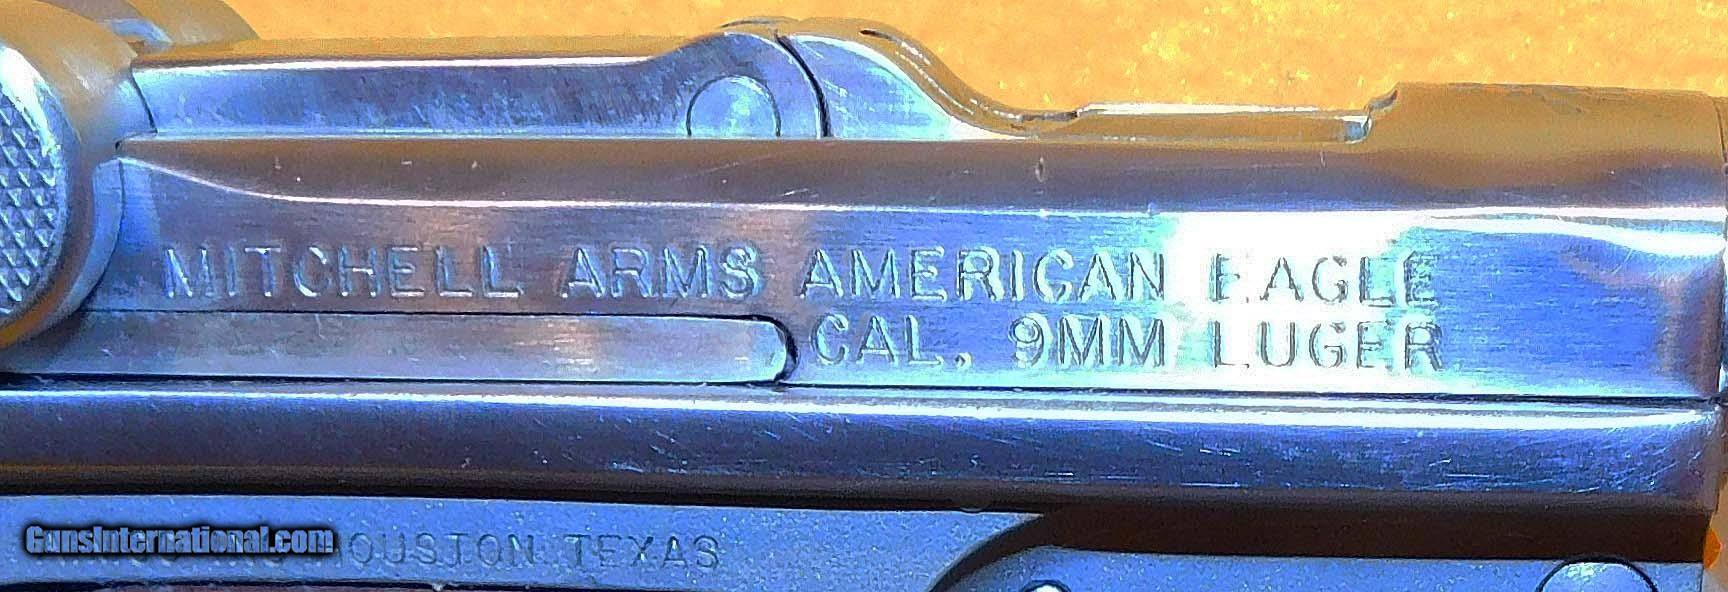 MITCHELL ARMS AMERICAN EAGLE
CAL. 9MM LUGER
HOUSTON TEXAS
GunsInternational.com